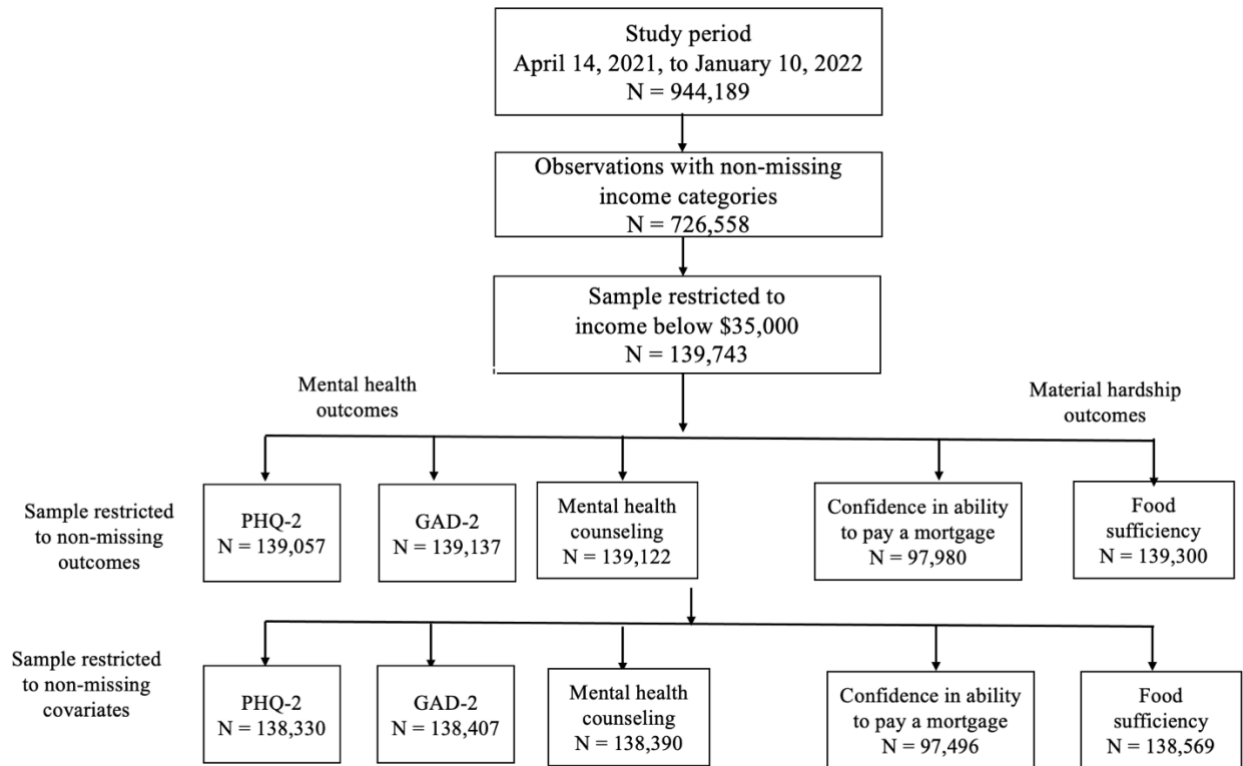 Study period
April 14, 2021, to January 10, 2022
N = 944,189
Observations with non-missing
income categories
N = 726,558
Sample restricted to
income below $35,000
N = 139,743
Mental health
outcomes
Material hardship
outcomes
Sample restricted
to non-missing
outcomes
PHQ-2
N = 139,057
GAD-2
N = 139,137
Mental health
counseling
N = 139,122
Confidence in ability
to pay a mortgage
N = 97,980
Food
sufficiency
N = 139,300
Sample restricted
to non-missing
covariates
PHQ-2
N = 138,330
GAD-2
N = 138,407
Mental health
counseling
N = 138,390
Confidence in ability
to pay a mortgage
N = 97,496
Food
sufficiency
N = 138,569